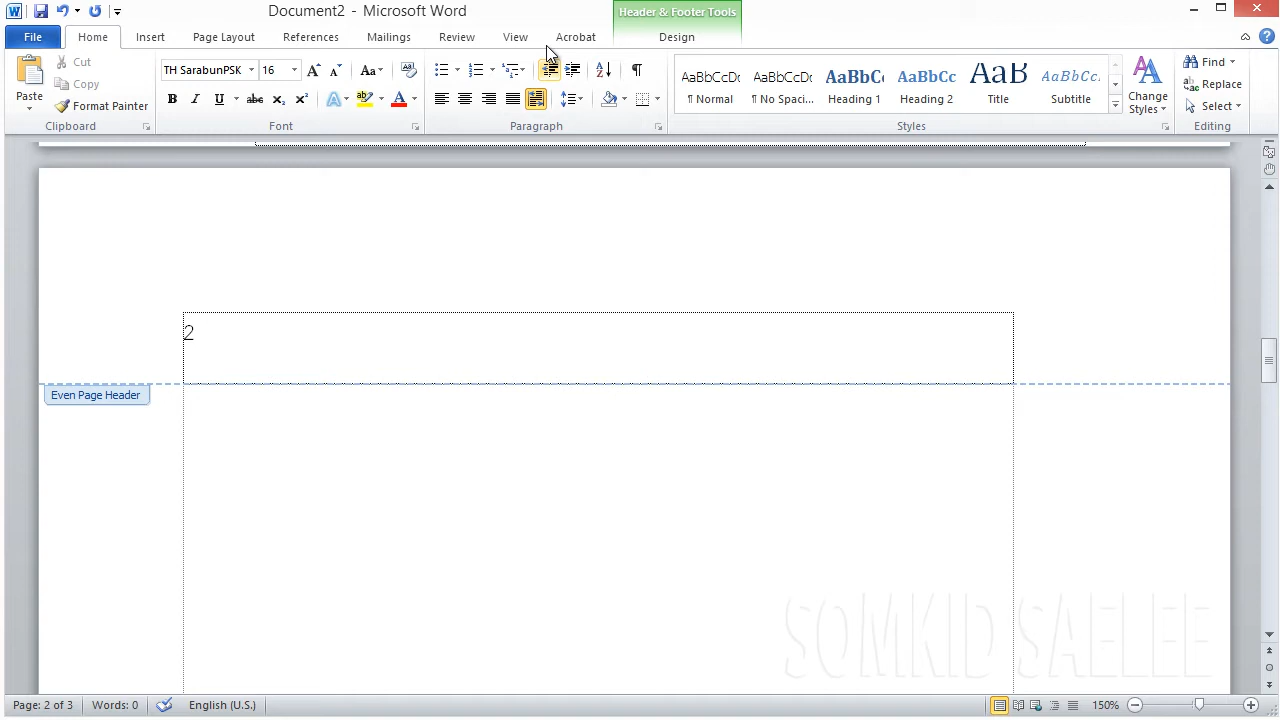 Document2 - Microsoft Word
Header & Footer Tools
File Home Insert Page Layout References Mailings Review View Acrobat Design
Paste
Cut
Copy
Format Painter
Clipboard
TH SarabunPSK 16
Font
Paragraph
AaBbCcDc AaBbCcDc AaBbCc AaBbCc AaB AaBbCc
¶ Normal ¶ No Spaci... Heading 1 Heading 2 Title Subtitle
Change
Styles
Styles
Find
Replace
Select
Editing
2
Even Page Header
SOMKID SAELEE
Page: 2 of 3 Words: 0 English (U.S.) 150%